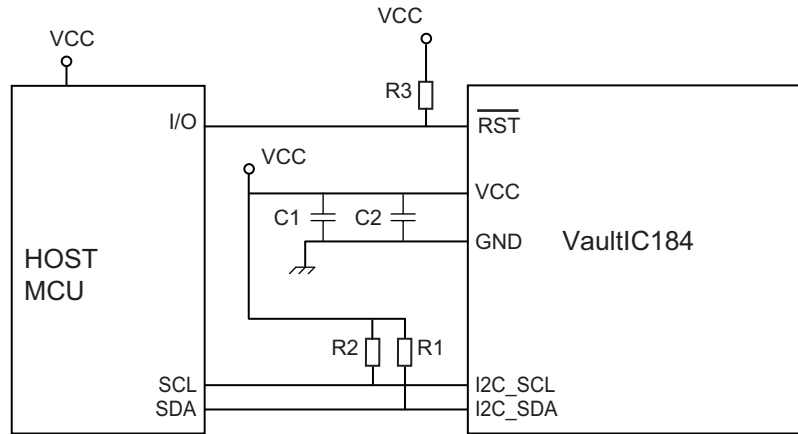 VCC
VCC
R3
I/O
RST
VCC
VCC
C1
C2
GND
VaultIC184
HOST
MCU
R2
R1
SCL
I2C_SCL
SDA
I2C_SDA